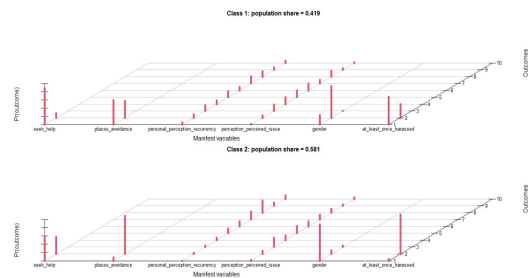 Class 1: population share = 0.419
Pr(outcome)
Outcomes
1
2
3
4
5
6
7
8
9
10
seek_help
places_avoidance
personal_perception_recurrency
perception_perceived_issue
gender
at_least_once_harassed
Manifest variables
Class 2: population share = 0.581
Pr(outcome)
Outcomes
1
2
3
4
5
6
7
8
9
10
seek_help
places_avoidance
personal_perception_recurrency
perception_perceived_issue
gender
at_least_once_harassed
Manifest variables